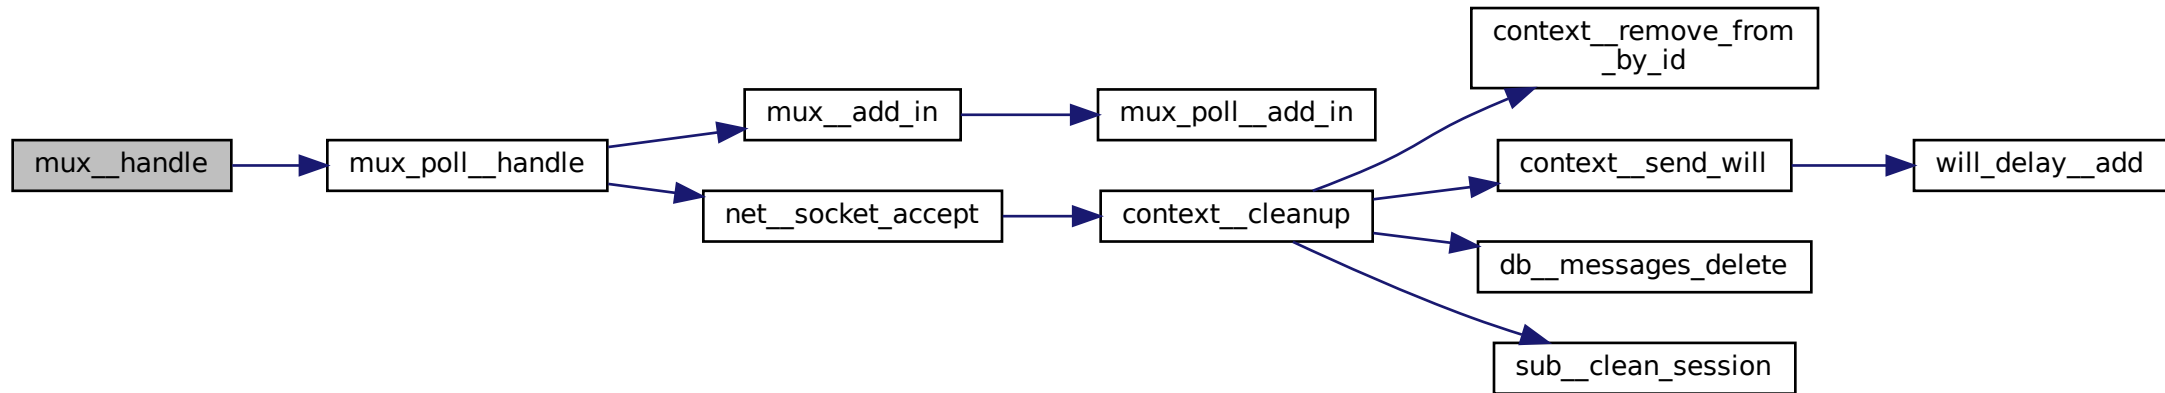 mux__handle
mux_poll__handle
mux__add_in
net__socket_accept
mux_poll__add_in
context__cleanup
context__remove_from
_by_id
context__send_will
db__messages_delete
sub__clean_session
will_delay__add